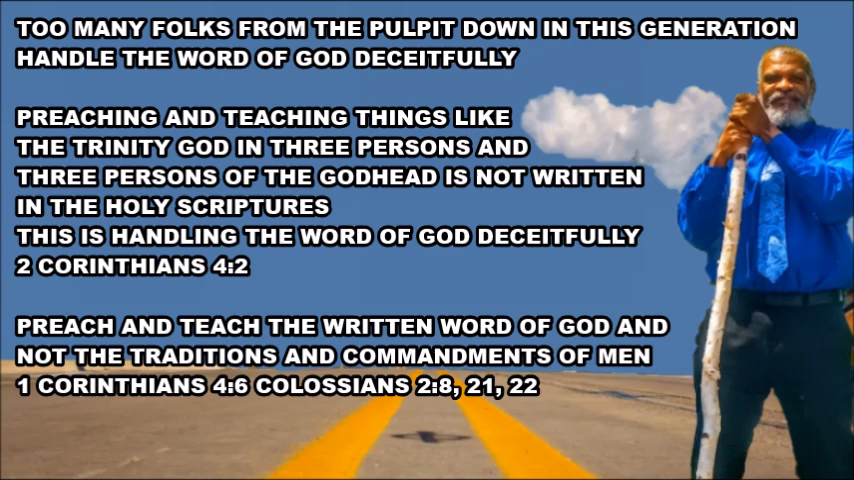 TOO MANY FOLKS FROM THE PULPIT DOWN IN THIS GENERATION
HANDLE THE WORD OF GOD DECEITFULLY
PREACHING AND TEACHING THINGS LIKE
THE TRINITY GOD IN THREE PERSONS AND
THREE PERSONS OF THE GODHEAD IS NOT WRITTEN
IN THE HOLY SCRIPTURES
THIS IS HANDLING THE WORD OF GOD DECEITFULLY
2 CORINTHIANS 4:2
PREACH AND TEACH THE WRITTEN WORD OF GOD AND
NOT THE TRADITIONS AND COMMANDMENTS OF MEN
1 CORINTHIANS 4:6 COLOSSIANS 2:8, 21, 22